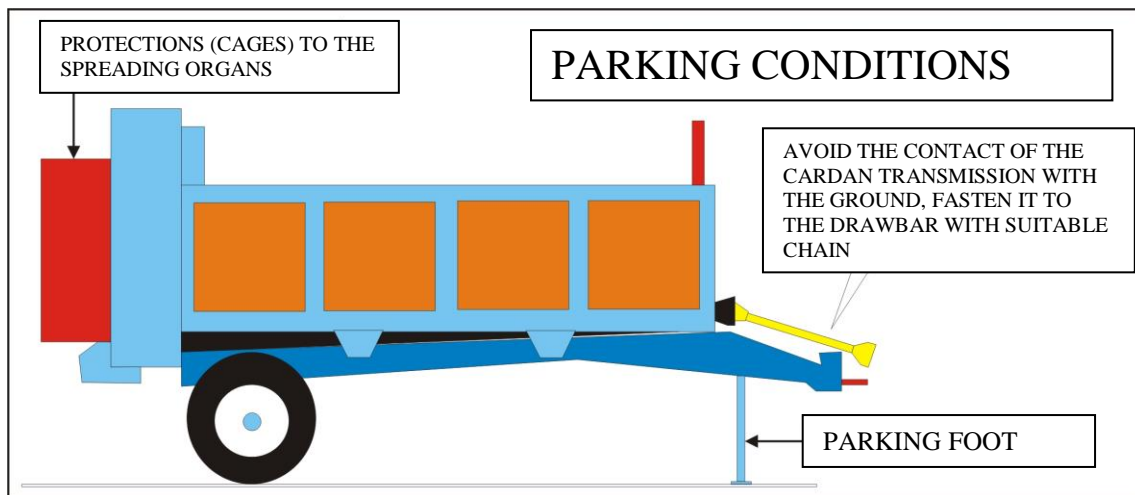 PROTECTIONS (CAGES) TO THE
SPREADING ORGANS
PARKING CONDITIONS
AVOID THE CONTACT OF THE
CARDAN TRANSMISSION WITH
THE GROUND, FASTEN IT TO
THE DRAWBAR WITH SUITABLE
CHAIN
PARKING FOOT